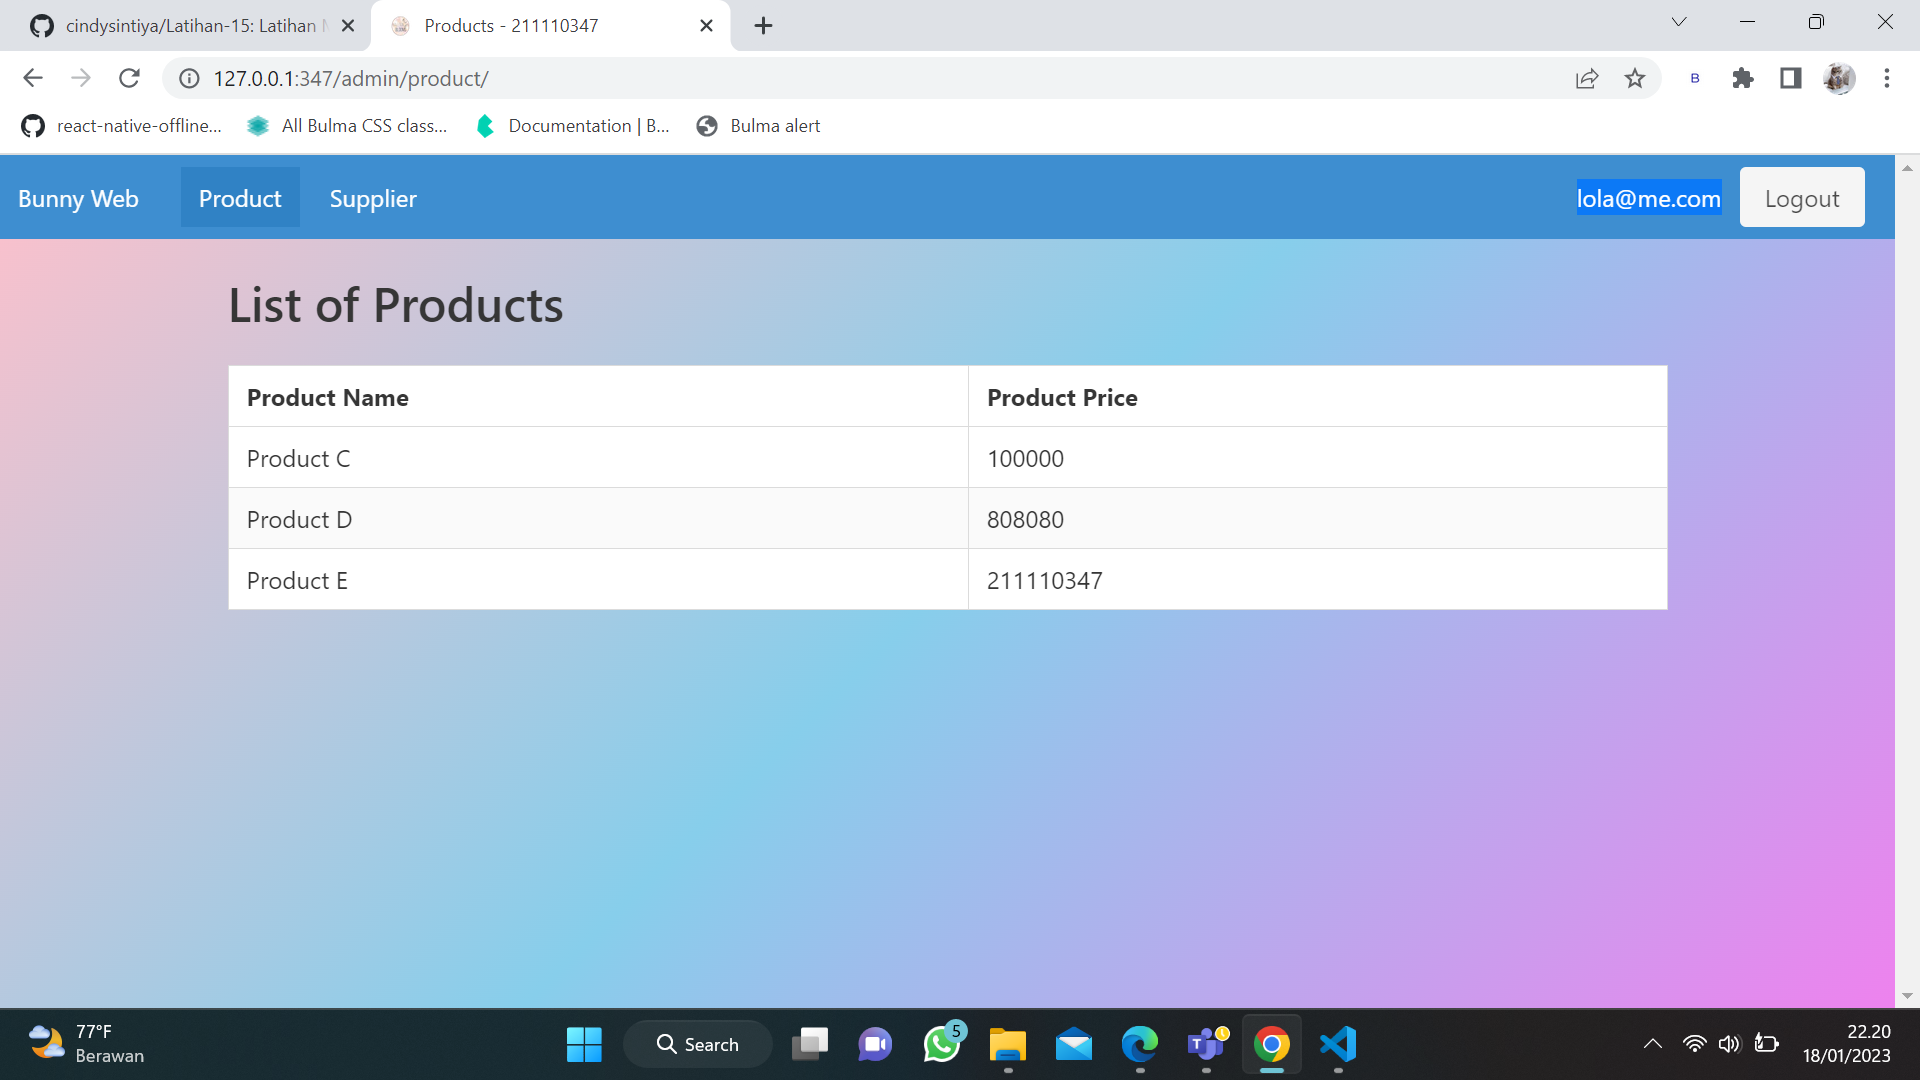 cindysintiya/Latihan-15: Latihan
Products - 211110347
127.0.0.1:347/admin/product/
B
react-native-offline...
All Bulma CSS class...
Documentation | B...
Bulma alert
Bunny Web
Product
Supplier
lola@me.com
Logout
List of Products
Product Name
Product Price
Product C
100000
Product D
808080
Product E
211110347
77°F
Berawan
Search
5
22.20
18/01/2023